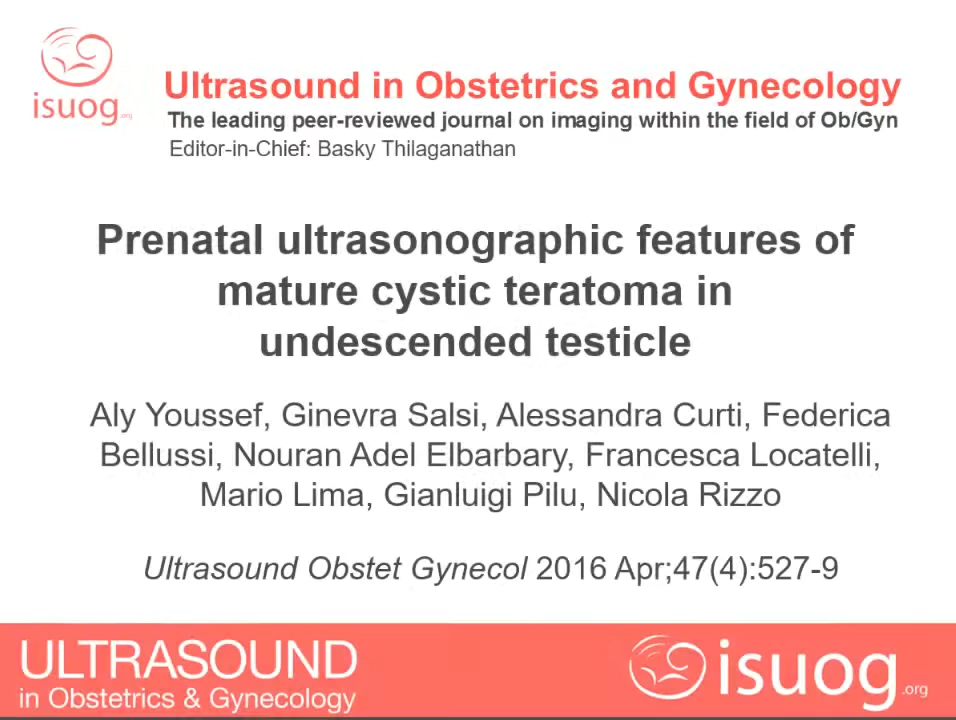 isuog.org
Ultrasound in Obstetrics and Gynecology
The leading peer-reviewed journal on imaging within the field of Ob/Gyn
Editor-in-Chief: Basky Thilaganathan
Prenatal ultrasonographic features of
mature cystic teratoma in
undescended testicle
Aly Youssef, Ginevra Salsi, Alessandra Curti, Federica
Bellussi, Nouran Adel Elbarbary, Francesca Locatelli,
Mario Lima, Gianluigi Pilu, Nicola Rizzo
Ultrasound Obstet Gynecol 2016 Apr;47(4):527-9
ULTRASOUND
in Obstetrics & Gynecology
isuog.org